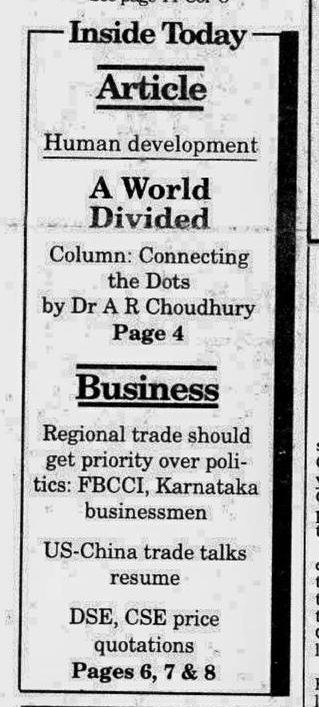 Inside Today
Article
Human development
A World
Divided
Column: Connecting
the Dots
by Dr A R Choudhury
Page 4
Business
Regional trade should
get priority over poli-
tics: FBCCI, Karnataka
businessmen
US-China trade talks
resume
DSE, CSE price
quotations
Pages 6, 7 & 8